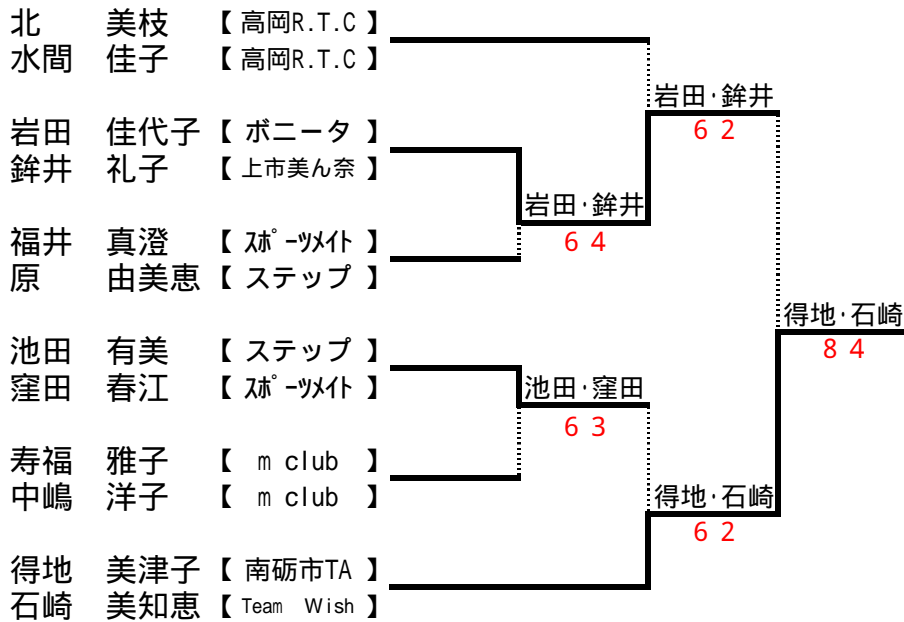 北 美枝 【 高岡R.T.C 】
水間 佳子 【 高岡R.T.C 】
岩田・鉾井
6 2
岩田 佳代子 【 ボニータ 】
鉾井 礼子 【 上市美ん奈 】
岩田・鉾井
6 4
福井 真澄 【 ｽﾎﾟｰﾂﾒｲﾄ 】
原 由美恵 【 ステップ 】
得地・石崎
8 4
池田 有美 【 ステップ 】
窪田 春江 【 ｽﾎﾟｰﾂﾒｲﾄ 】
池田・窪田
6 3
寿福 雅子 【 m club 】
中嶋 洋子 【 m club 】
得地・石崎
6 2
得地 美津子 【 南砺市TA 】
石崎 美知恵 【 Team Wish 】